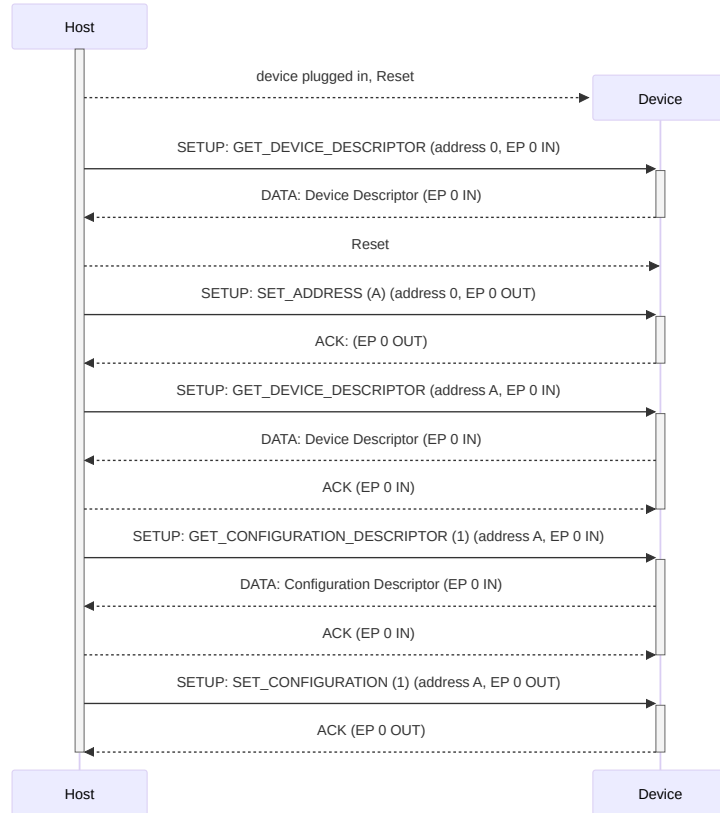 Host
device plugged in, Reset
Device
SETUP: GET_DEVICE_DESCRIPTOR (address 0, EP 0 IN)
DATA: Device Descriptor (EP 0 IN)
Reset
SETUP: SET_ADDRESS (A) (address 0, EP 0 OUT)
ACK: (EP 0 OUT)
SETUP: GET_DEVICE_DESCRIPTOR (address A, EP 0 IN)
DATA: Device Descriptor (EP 0 IN)
ACK (EP 0 IN)
SETUP: GET_CONFIGURATION_DESCRIPTOR (1) (address A, EP 0 IN)
DATA: Configuration Descriptor (EP 0 IN)
ACK (EP 0 IN)
SETUP: SET_CONFIGURATION (1) (address A, EP 0 OUT)
ACK (EP 0 OUT)
Host
Device